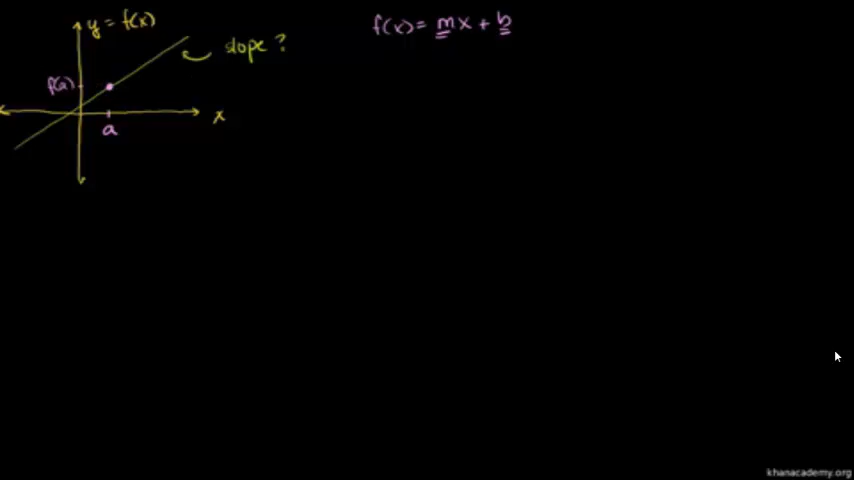 y = f(x)
f(x) = mx + b
slope ?
f(a)
x
a
khanacademy.org